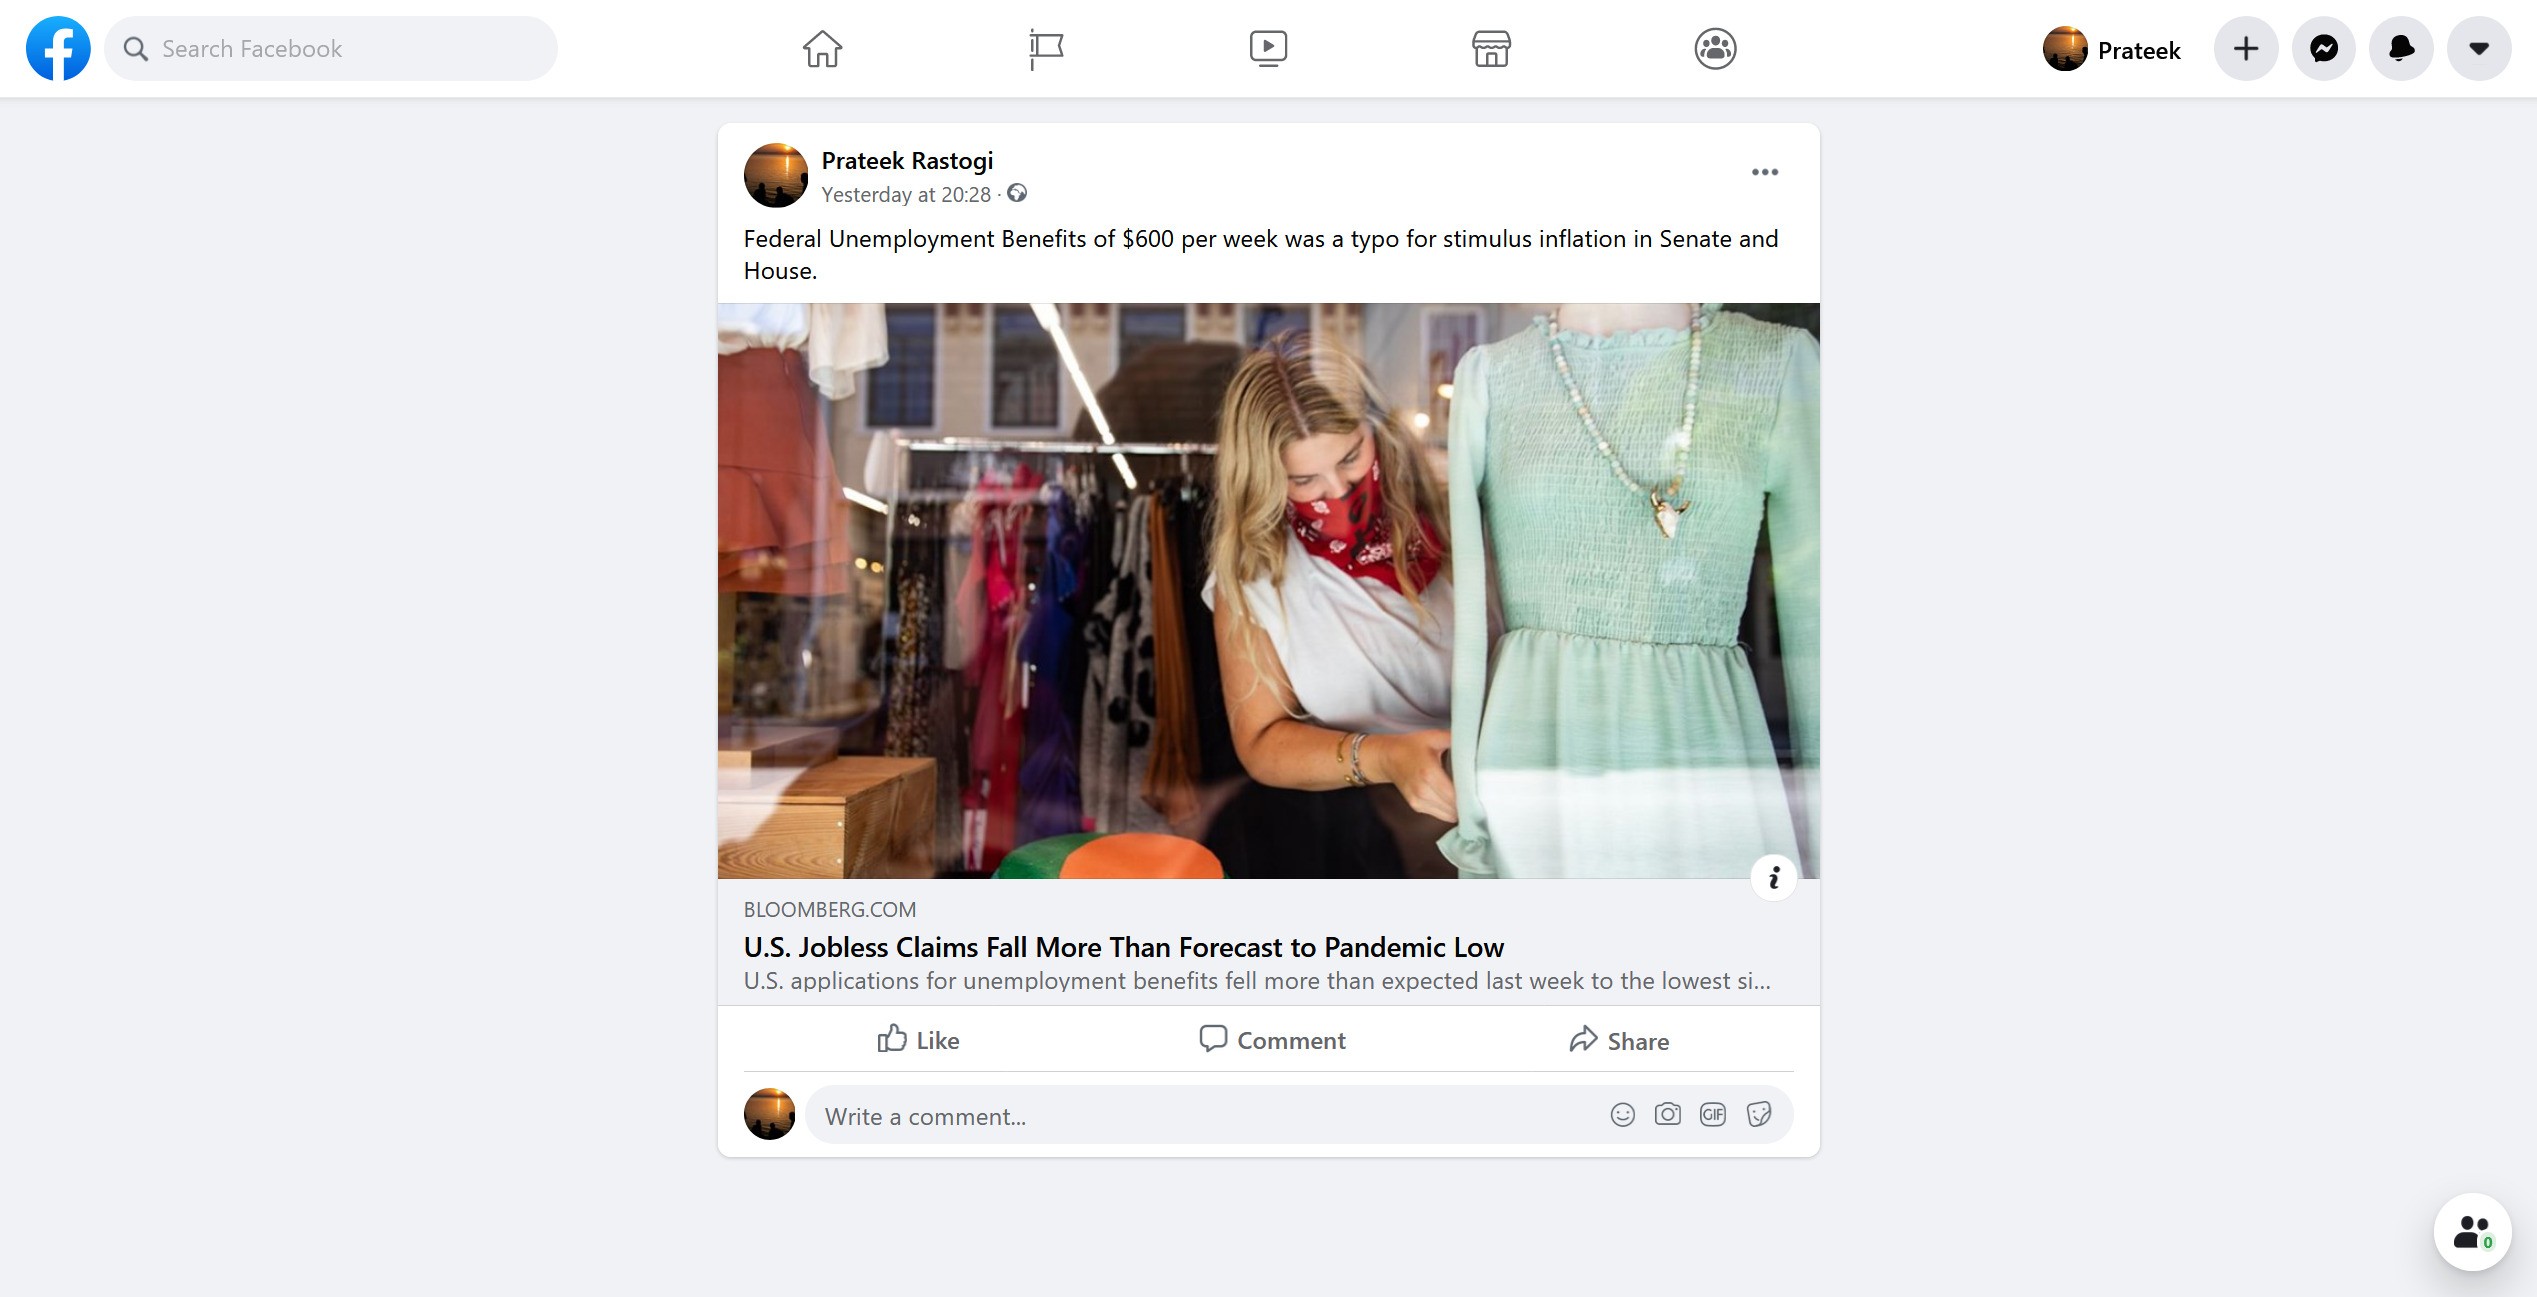 Search Facebook
Prateek
Prateek Rastogi
Yesterday at 20:28 ·
Federal Unemployment Benefits of $600 per week was a typo for stimulus inflation in Senate and
House.
i
BLOOMBERG.COM
U.S. Jobless Claims Fall More Than Forecast to Pandemic Low
U.S. applications for unemployment benefits fell more than expected last week to the lowest si...
Like
Comment
Share
Write a comment...
GIF
0